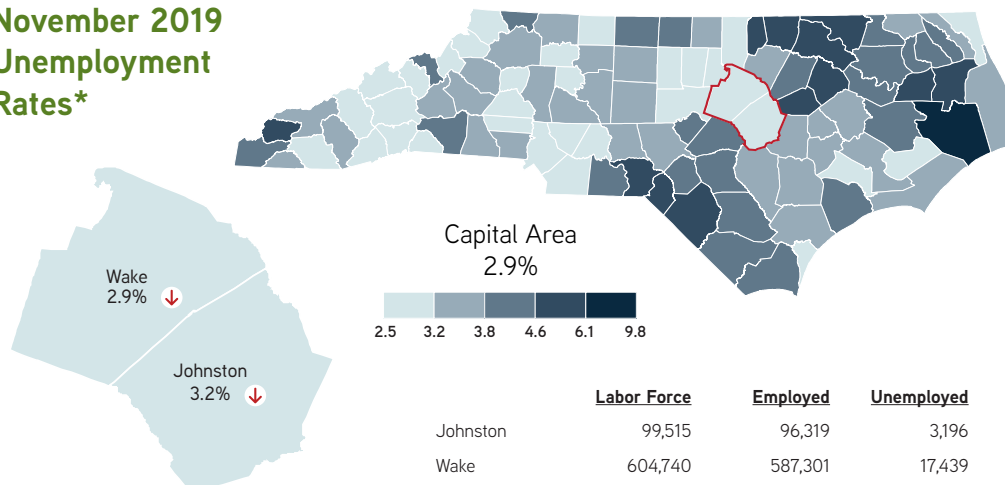 November 2019
Unemployment
Rates*
Capital Area
2.9%
2.5 3.2 3.8 4.6 6.1 9.8
Wake
2.9%
Johnston
3.2%
Labor Force Employed Unemployed
Johnston 99,515 96,319 3,196
Wake 604,740 587,301 17,439